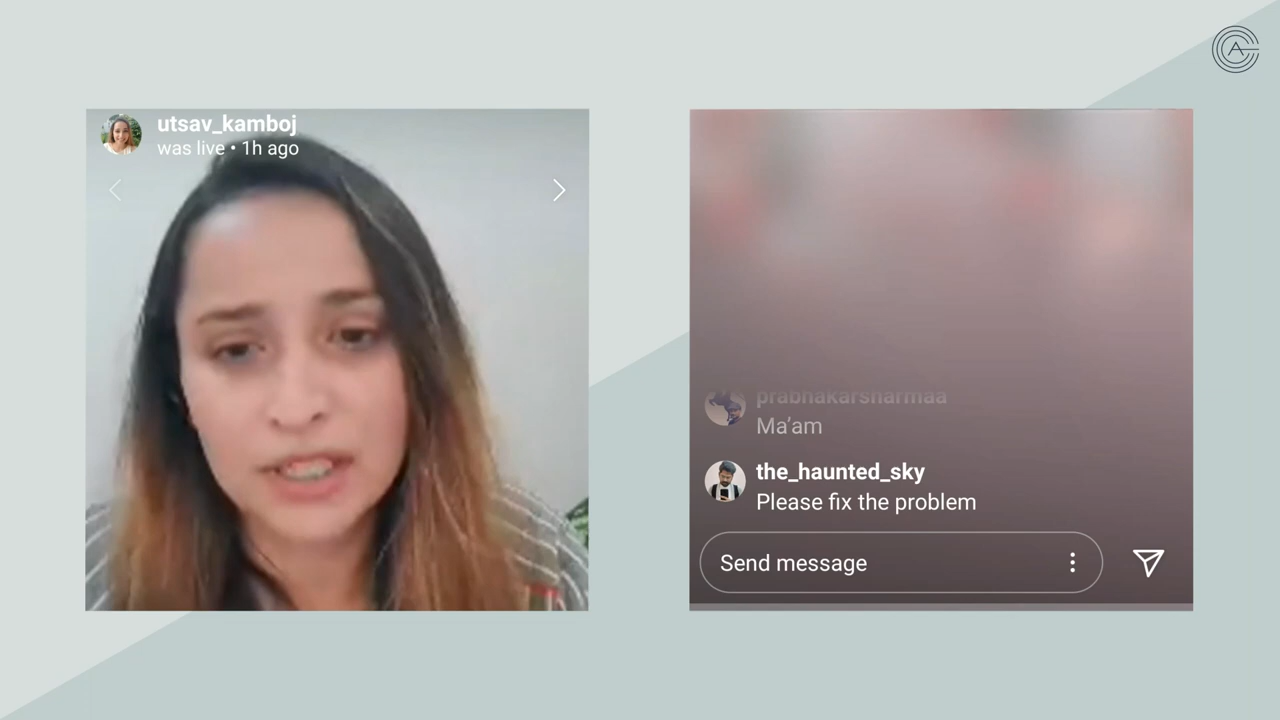 utsav_kamboj
was live • 1h ago
prabhakarsharmaa
Ma’am
the_haunted_sky
Please fix the problem
Send message